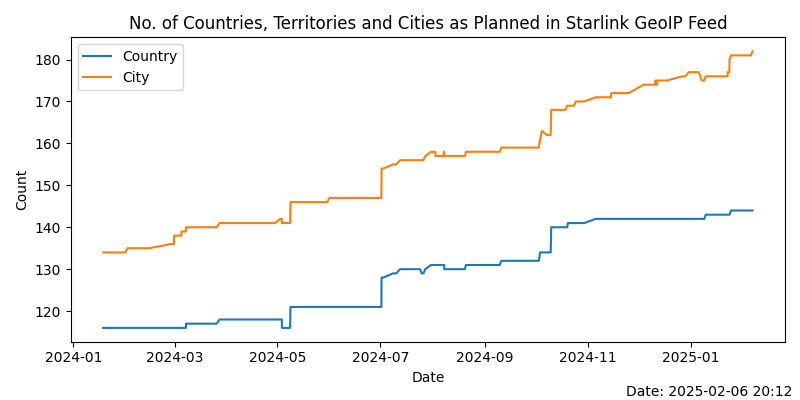 No. of Countries, Territories and Cities as Planned in Starlink GeoIP Feed
Country
City
180
170
160
150
140
130
120
Count
2024-01 2024-03 2024-05 2024-07 2024-09 2024-11 2025-01
Date
Date: 2025-02-06 20:12